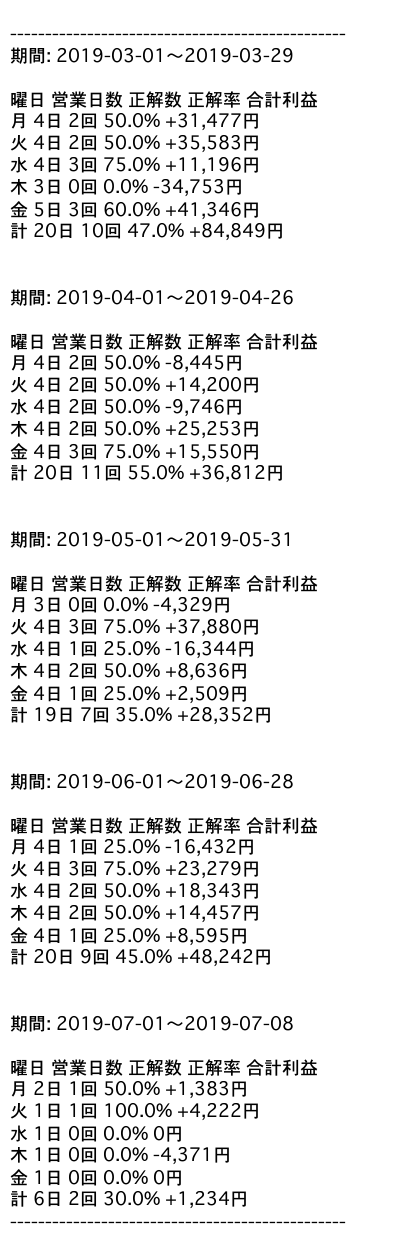 ------------------------------------------------
期間: 2019-03-01〜2019-03-29
曜日 営業日数 正解数 正解率 合計利益
月 4日 2回 50.0% +31,477円
火 4日 2回 50.0% +35,583円
水 4日 3回 75.0% +11,196円
木 3日 0回 0.0% -34,753円
金 5日 3回 60.0% +41,346円
計 20日 10回 47.0% +84,849円
期間: 2019-04-01〜2019-04-26
曜日 営業日数 正解数 正解率 合計利益
月 4日 2回 50.0% -8,445円
火 4日 2回 50.0% +14,200円
水 4日 2回 50.0% -9,746円
木 4日 2回 50.0% +25,253円
金 4日 3回 75.0% +15,550円
計 20日 11回 55.0% +36,812円
期間: 2019-05-01〜2019-05-31
曜日 営業日数 正解数 正解率 合計利益
月 3日 0回 0.0% -4,329円
火 4日 3回 75.0% +37,880円
水 4日 1回 25.0% -16,344円
木 4日 2回 50.0% +8,636円
金 4日 1回 25.0% +2,509円
計 19日 7回 35.0% +28,352円
期間: 2019-06-01〜2019-06-28
曜日 営業日数 正解数 正解率 合計利益
月 4日 1回 25.0% -16,432円
火 4日 3回 75.0% +23,279円
水 4日 2回 50.0% +18,343円
木 4日 2回 50.0% +14,457円
金 4日 1回 25.0% +8,595円
計 20日 9回 45.0% +48,242円
期間: 2019-07-01〜2019-07-08
曜日 営業日数 正解数 正解率 合計利益
月 2日 1回 50.0% +1,383円
火 1日 1回 100.0% +4,222円
水 1日 0回 0.0% 0円
木 1日 0回 0.0% -4,371円
金 1日 0回 0.0% 0円
計 6日 2回 30.0% +1,234円
------------------------------------------------